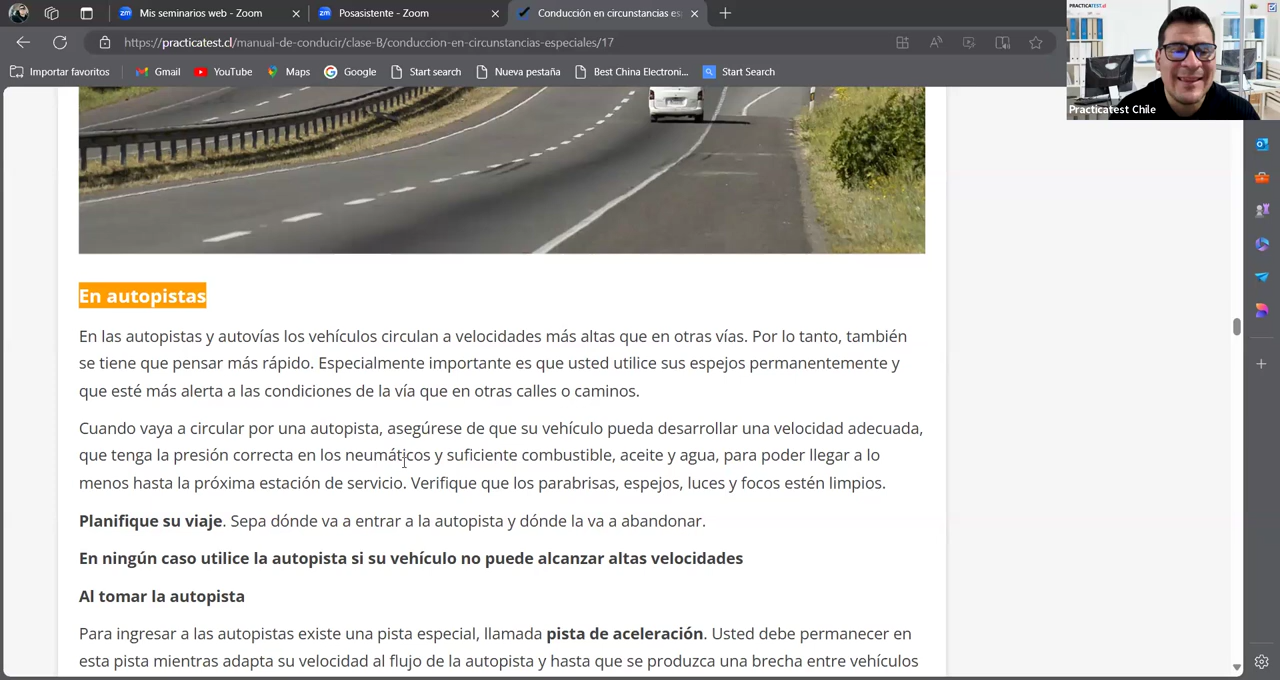 Mis seminarios web - Zoom
Posasistente - Zoom
Conducción en circunstancias es
https://practicatest.cl/manual-de-conducir/clase-B/conduccion-en-circunstancias-especiales/17
Importar favoritos
Gmail
YouTube
Maps
Google
Start search
Nueva pestaña
Best China Electroni...
Start Search
PRACTICATEST.cl
Practicatest Chile
En autopistas
En las autopistas y autovías los vehículos circulan a velocidades más altas que en otras vías. Por lo tanto, también
se tiene que pensar más rápido. Especialmente importante es que usted utilice sus espejos permanentemente y
que esté más alerta a las condiciones de la vía que en otras calles o caminos.
Cuando vaya a circular por una autopista, asegúrese de que su vehículo pueda desarrollar una velocidad adecuada,
que tenga la presión correcta en los neumáticos y suficiente combustible, aceite y agua, para poder llegar a lo
menos hasta la próxima estación de servicio. Verifique que los parabrisas, espejos, luces y focos estén limpios.
Planifique su viaje. Sepa dónde va a entrar a la autopista y dónde la va a abandonar.
En ningún caso utilice la autopista si su vehículo no puede alcanzar altas velocidades
Al tomar la autopista
Para ingresar a las autopistas existe una pista especial, llamada pista de aceleración. Usted debe permanecer en
esta pista mientras adapta su velocidad al flujo de la autopista y hasta que se produzca una brecha entre vehículos